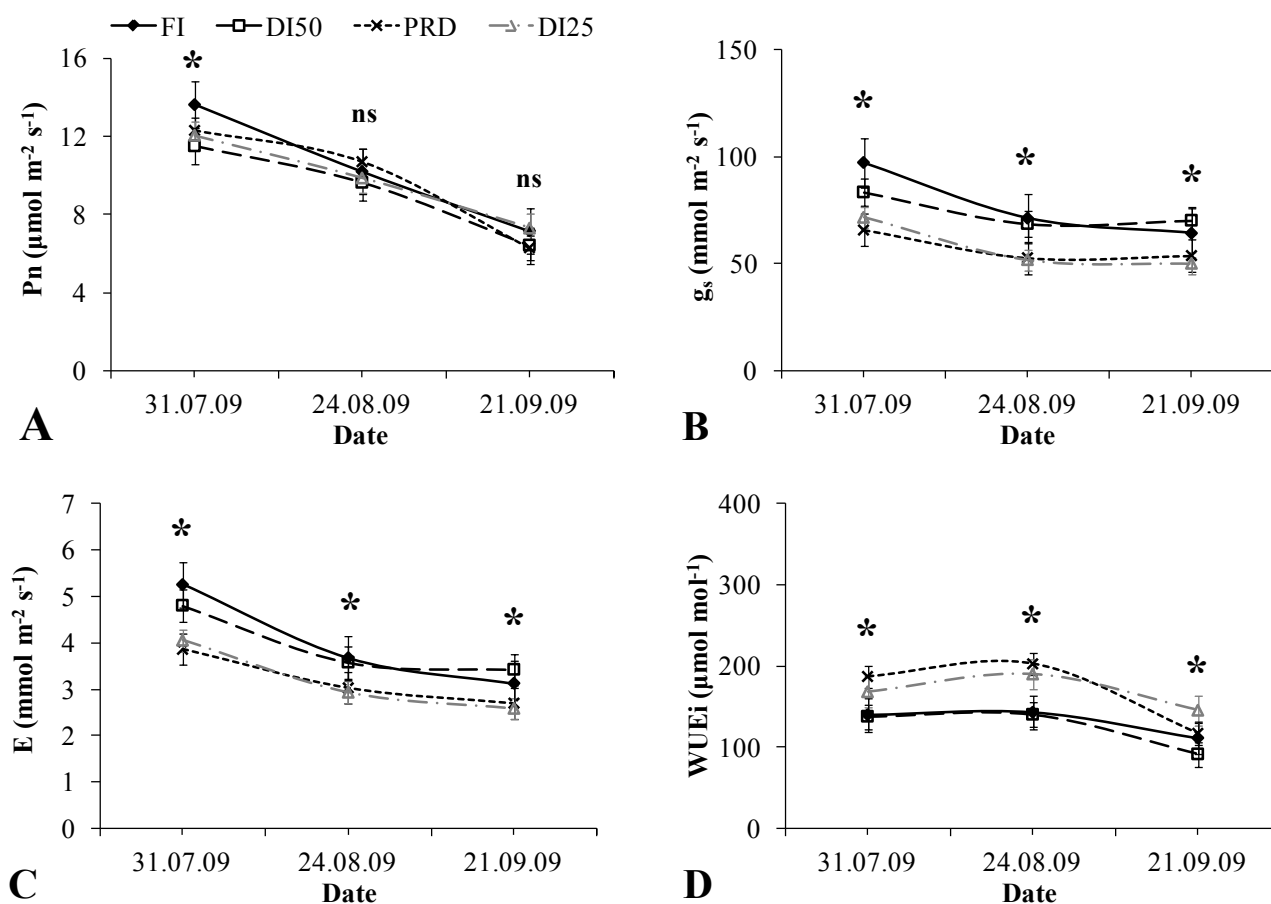 FI DI50 PRD DI25
16
12
8
4
0
Pn (µmol m-2 s-1)
*
ns
ns
31.07.09 24.08.09 21.09.09
Date
A
150
100
50
0
gs (mmol m-2 s-1)
*
*
*
31.07.09 24.08.09 21.09.09
Date
B
7
6
5
4
3
2
1
0
E (mmol m-2 s-1)
*
*
*
31.07.09 24.08.09 21.09.09
Date
C
400
300
200
100
0
WUEi (µmol mol-1)
*
*
*
31.07.09 24.08.09 21.09.09
Date
D